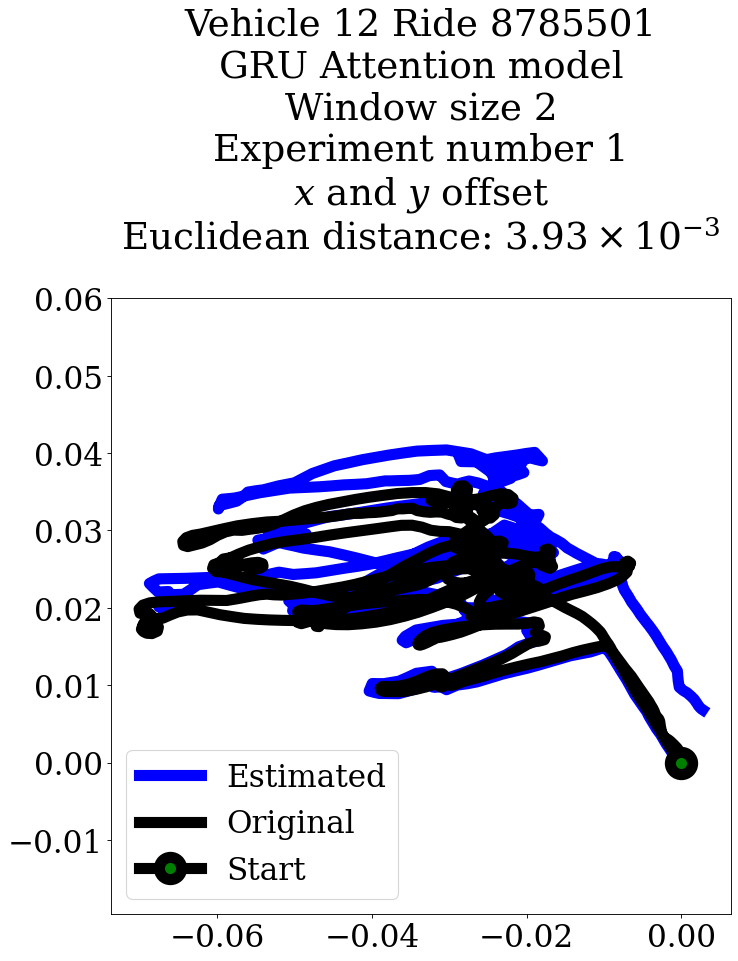 Vehicle 12 Ride 8785501
GRU Attention model
Window size 2
Experiment number 1
x and y offset
Euclidean distance: 3.93 × 10⁻³
0.06
0.05
0.04
0.03
0.02
0.01
0.00
−0.01
Estimated
Original
Start
−0.06 −0.04 −0.02 0.00